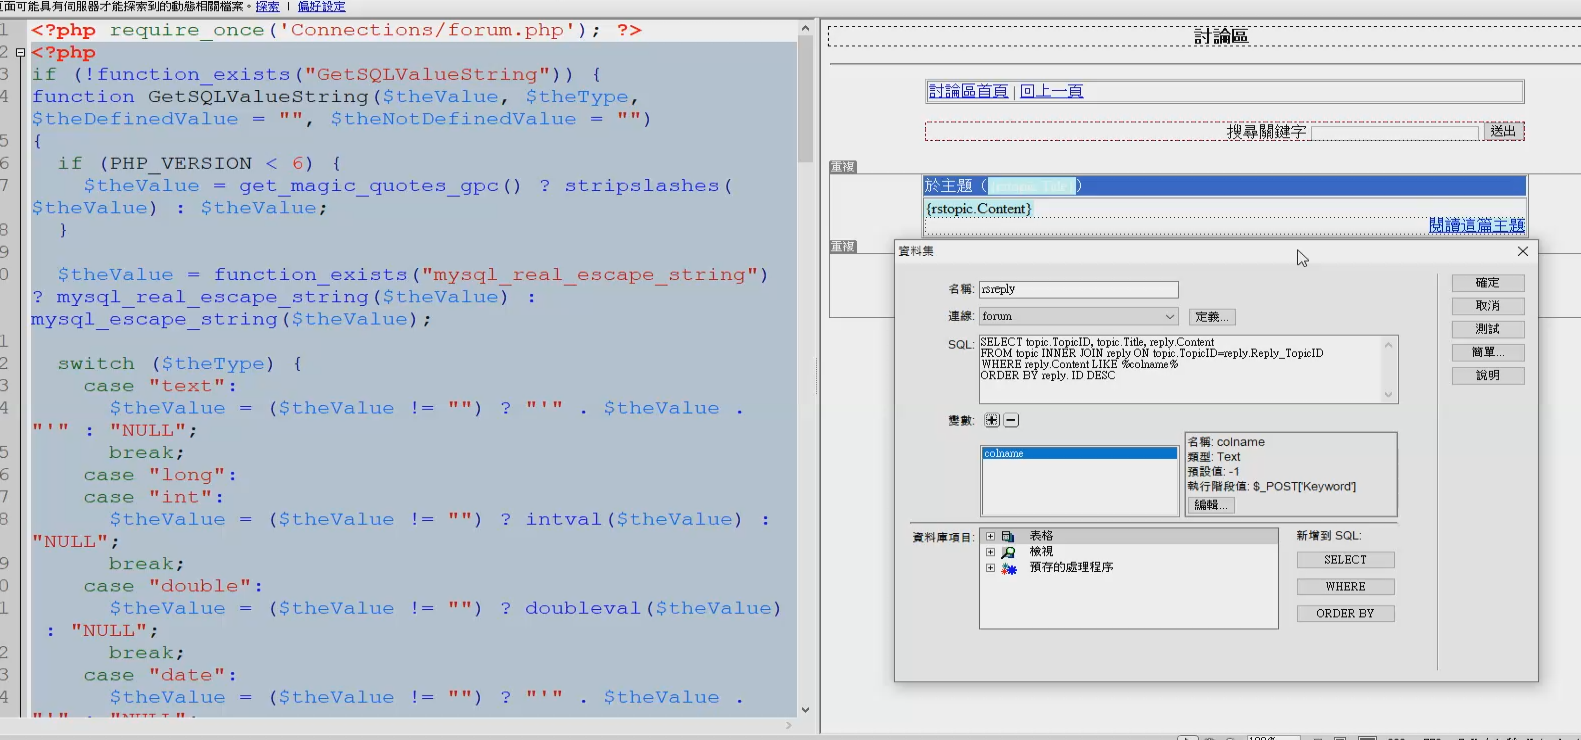 頁面可能具有伺服器才能探索到的動態相關檔案。 探索 | 偏好設定
1 <?php require_once('Connections/forum.php'); ?>
2 <?php
3 if (!function_exists("GetSQLValueString")) {
4 function GetSQLValueString($theValue, $theType,
$theDefinedValue = "", $theNotDefinedValue = "")
5 {
6 if (PHP_VERSION < 6) {
7 $theValue = get_magic_quotes_gpc() ? stripslashes(
$theValue) : $theValue;
8 }
9
0 $theValue = function_exists("mysql_real_escape_string")
? mysql_real_escape_string($theValue) :
mysql_escape_string($theValue);
1
2 switch ($theType) {
3 case "text":
4 $theValue = ($theValue != "") ? "'" . $theValue .
"'" : "NULL";
5 break;
6 case "long":
7 case "int":
8 $theValue = ($theValue != "") ? intval($theValue) :
"NULL";
9 break;
0 case "double":
1 $theValue = ($theValue != "") ? doubleval($theValue)
: "NULL";
2 break;
3 case "date":
4 $theValue = ($theValue != "") ? "'" . $theValue .
"'" : "NULL";
討論區
討論區首頁 | 回上一頁
搜尋關鍵字 送出
重複
於主題（ ）
{rstopic.Content}
閱讀這篇主題
重複
資料集
名稱: rsreply
連線: forum 定義...
SQL: SELECT topic.TopicID, topic.Title, reply.Content
FROM topic INNER JOIN reply ON topic.TopicID=reply.Reply_TopicID
WHERE reply.Content LIKE %colname%
ORDER BY reply. ID DESC
變數:
colname
名稱: colname
類型: Text
預設值: -1
執行階段值: $_POST['Keyword']
編輯...
資料庫項目: 表格
檢視
預存的處理程序
新增到 SQL:
SELECT
WHERE
ORDER BY
確定
取消
測試
簡單...
說明